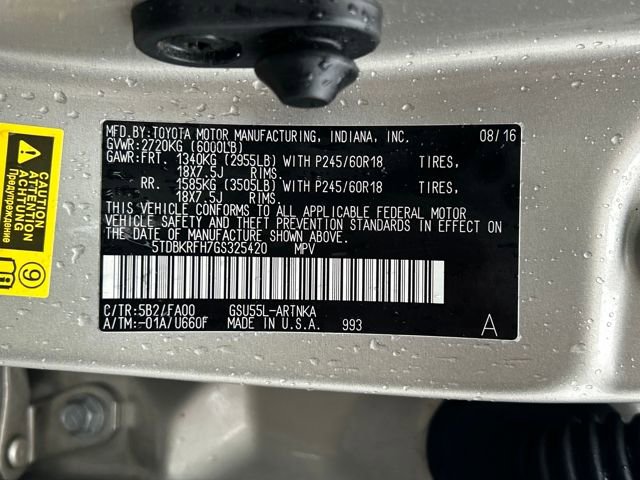 MFD.BY:TOYOTA MOTOR MANUFACTURING, INDIANA, INC. 08/16
GVWR:2720KG (6000LB)
GAWR:FRT. 1340KG (2955LB) WITH P245/60R18 TIRES,
18X7.5J RIMS.
RR. 1585KG (3505LB) WITH P245/60R18 TIRES,
18X7.5J RIMS.
THIS VEHICLE CONFORMS TO ALL APPLICABLE FEDERAL MOTOR
VEHICLE SAFETY AND THEFT PREVENTION STANDARDS IN EFFECT ON
THE DATE OF MANUFACTURE SHOWN ABOVE.
5TDBKRFH7GS325420 MPV
C/TR:5B2/FA00 GSU55L-ARTNKA
A/TM:-01A/U660F MADE IN U.S.A. 993 A
CAUTION
ATTENTION
ACHTUNG
Предупреждение
9